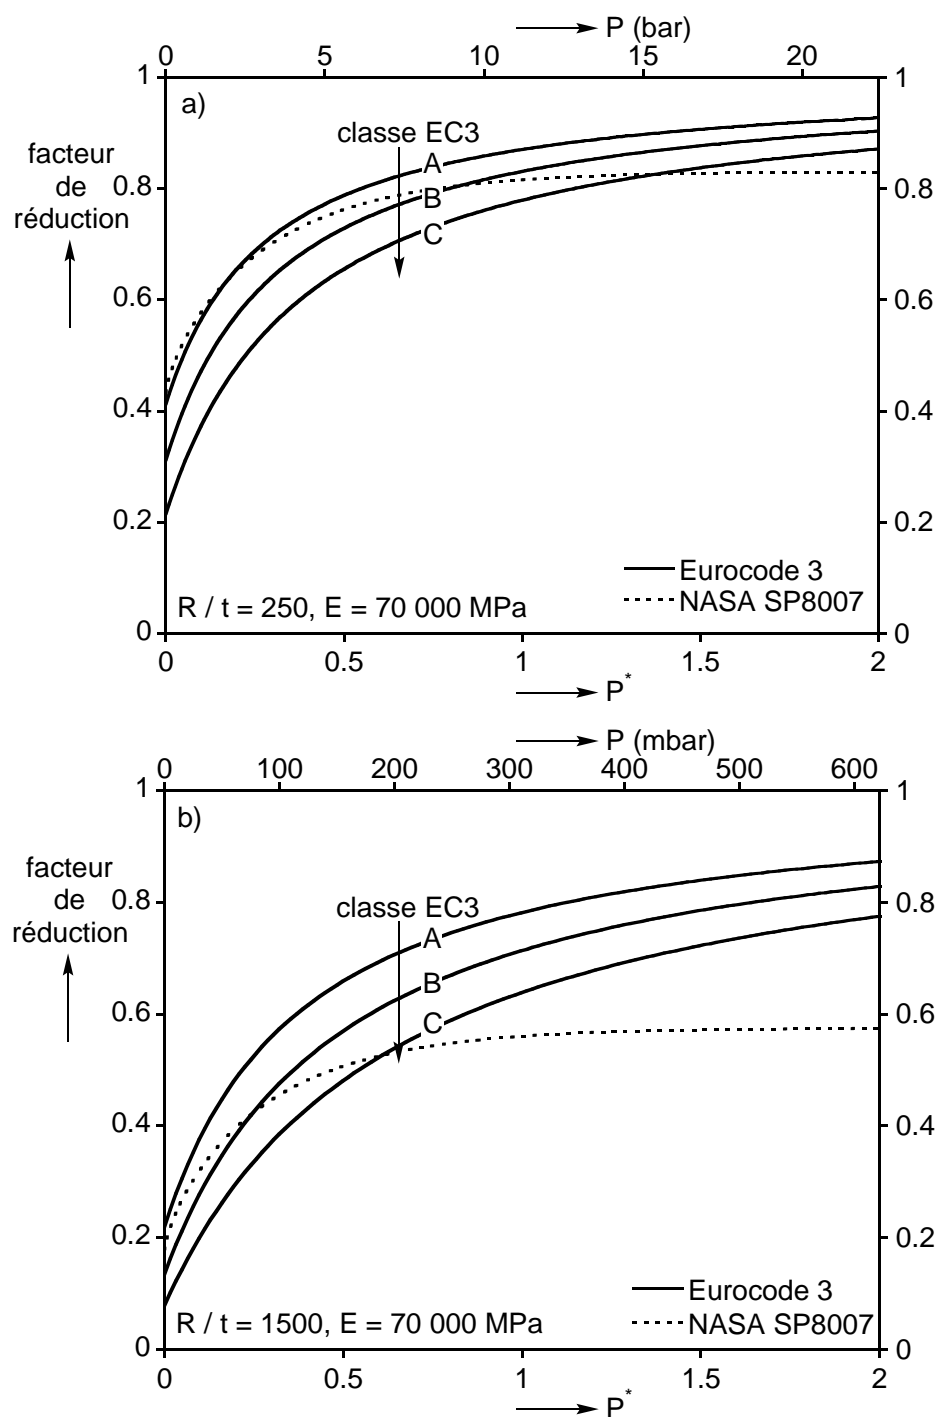 P (bar)
0 5 10 15 20
1 1
a)
classe EC3
facteur
de
réduction
A
0.8 0.8
B
C
0.6 0.6
0.4 0.4
0.2 0.2
Eurocode 3
NASA SP8007
R / t = 250, E = 70 000 MPa
0 0
0 0.5 1 1.5 2
P*
P (mbar)
0 100 200 300 400 500 600
1 1
b)
facteur
de
réduction
0.8 0.8
classe EC3
A
B
C
0.6 0.6
0.4 0.4
0.2 0.2
Eurocode 3
NASA SP8007
R / t = 1500, E = 70 000 MPa
0 0
0 0.5 1 1.5 2
P*